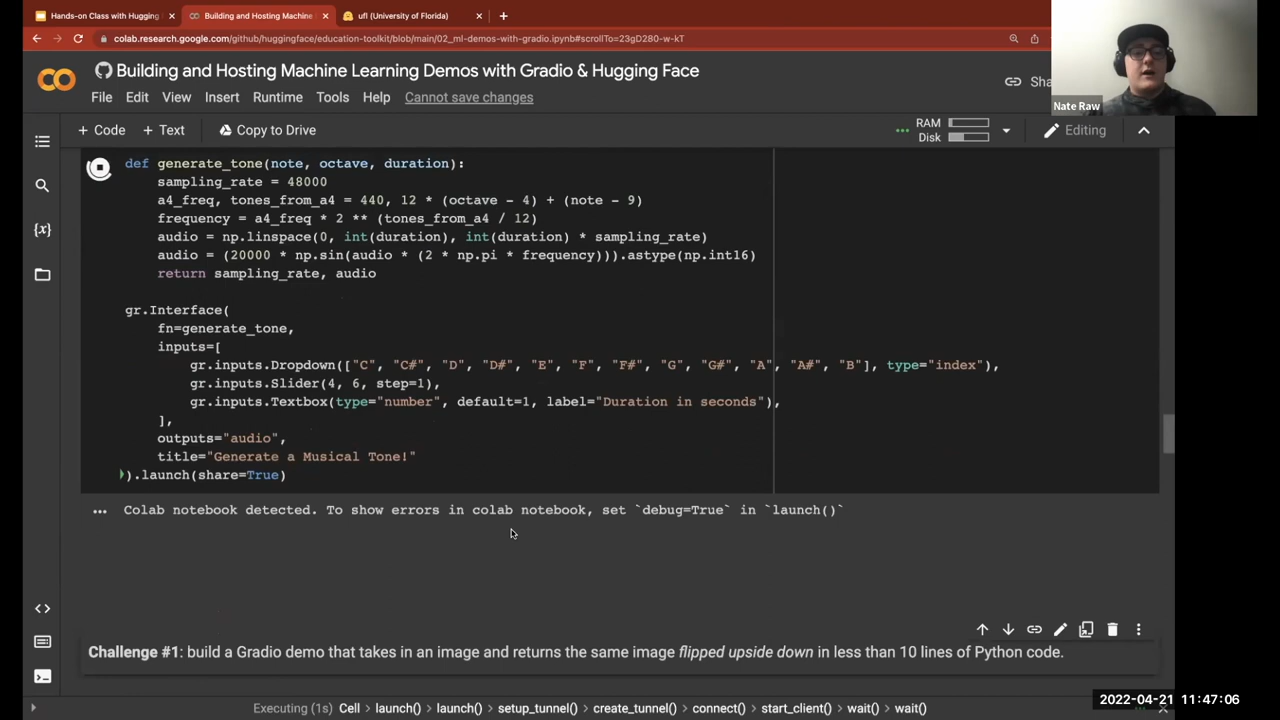 Hands-on Class with Hugging
Building and Hosting Machine
ufl (University of Florida)
colab.research.google.com/github/huggingface/education-toolkit/blob/main/02_ml-demos-with-gradio.ipynb#scrollTo=23gD280-w-kT
Building and Hosting Machine Learning Demos with Gradio & Hugging Face
Sha
Nate Raw
File Edit View Insert Runtime Tools Help Cannot save changes
+ Code + Text Copy to Drive
RAM
Disk
Editing
def generate_tone(note, octave, duration):
sampling_rate = 48000
a4_freq, tones_from_a4 = 440, 12 * (octave - 4) + (note - 9)
frequency = a4_freq * 2 ** (tones_from_a4 / 12)
audio = np.linspace(0, int(duration), int(duration) * sampling_rate)
audio = (20000 * np.sin(audio * (2 * np.pi * frequency))).astype(np.int16)
return sampling_rate, audio
gr.Interface(
fn=generate_tone,
inputs=[
gr.inputs.Dropdown(["C", "C#", "D", "D#", "E", "F", "F#", "G", "G#", "A", "A#", "B"], type="index"),
gr.inputs.Slider(4, 6, step=1),
gr.inputs.Textbox(type="number", default=1, label="Duration in seconds"),
],
outputs="audio",
title="Generate a Musical Tone!"
).launch(share=True)
Colab notebook detected. To show errors in colab notebook, set `debug=True` in `launch()`
Challenge #1: build a Gradio demo that takes in an image and returns the same image flipped upside down in less than 10 lines of Python code.
Executing (1s) Cell > launch() > launch() > setup_tunnel() > create_tunnel() > connect() > start_client() > wait() > wait()
2022-04-21 11:47:06